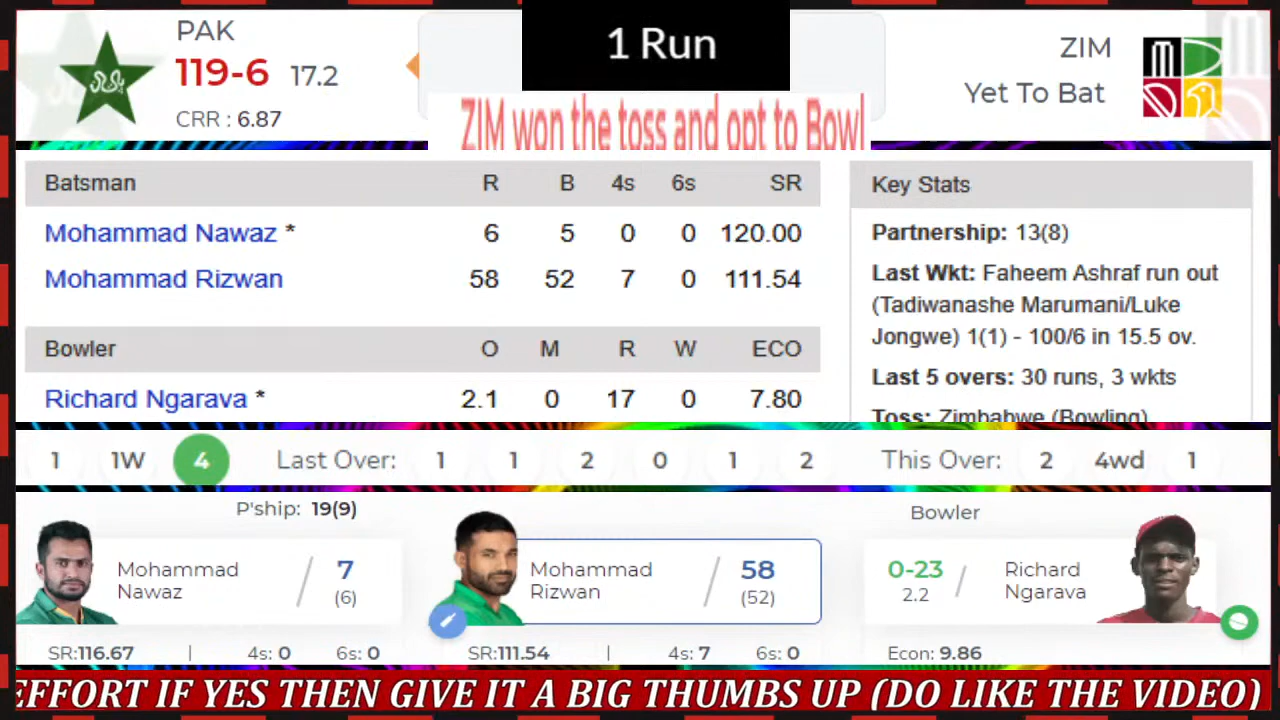 PAK
119-6 17.2
CRR : 6.87
1 Run
ZIM won the toss and opt to Bowl
ZIM
Yet To Bat
Batsman R B 4s 6s SR
Mohammad Nawaz * 6 5 0 0 120.00
Mohammad Rizwan 58 52 7 0 111.54
Bowler O M R W ECO
Richard Ngarava * 2.1 0 17 0 7.80
Key Stats
Partnership: 13(8)
Last Wkt: Faheem Ashraf run out
(Tadiwanashe Marumani/Luke
Jongwe) 1(1) - 100/6 in 15.5 ov.
Last 5 overs: 30 runs, 3 wkts
Toss: Zimbabwe (Bowling)
1 1W 4 Last Over: 1 1 2 0 1 2 This Over: 2 4wd 1
P'ship: 19(9)
Mohammad
Nawaz
7
(6)
SR:116.67 | 4s: 0 6s: 0
Mohammad
Rizwan
58
(52)
SR:111.54 | 4s: 7 6s: 0
Bowler
0-23
2.2
Richard
Ngarava
Econ: 9.86
EFFORT IF YES THEN GIVE IT A BIG THUMBS UP (DO LIKE THE VIDEO)